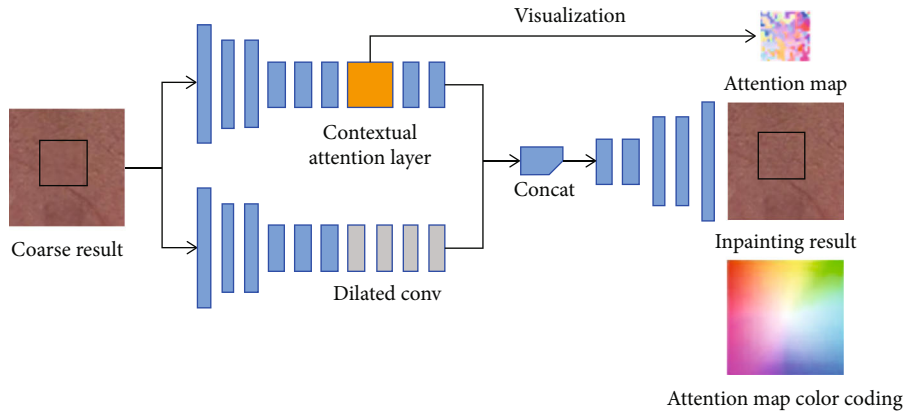 Visualization
Attention map
Contextual
attention layer
Concat
Coarse result
Inpainting result
Dilated conv
Attention map color coding